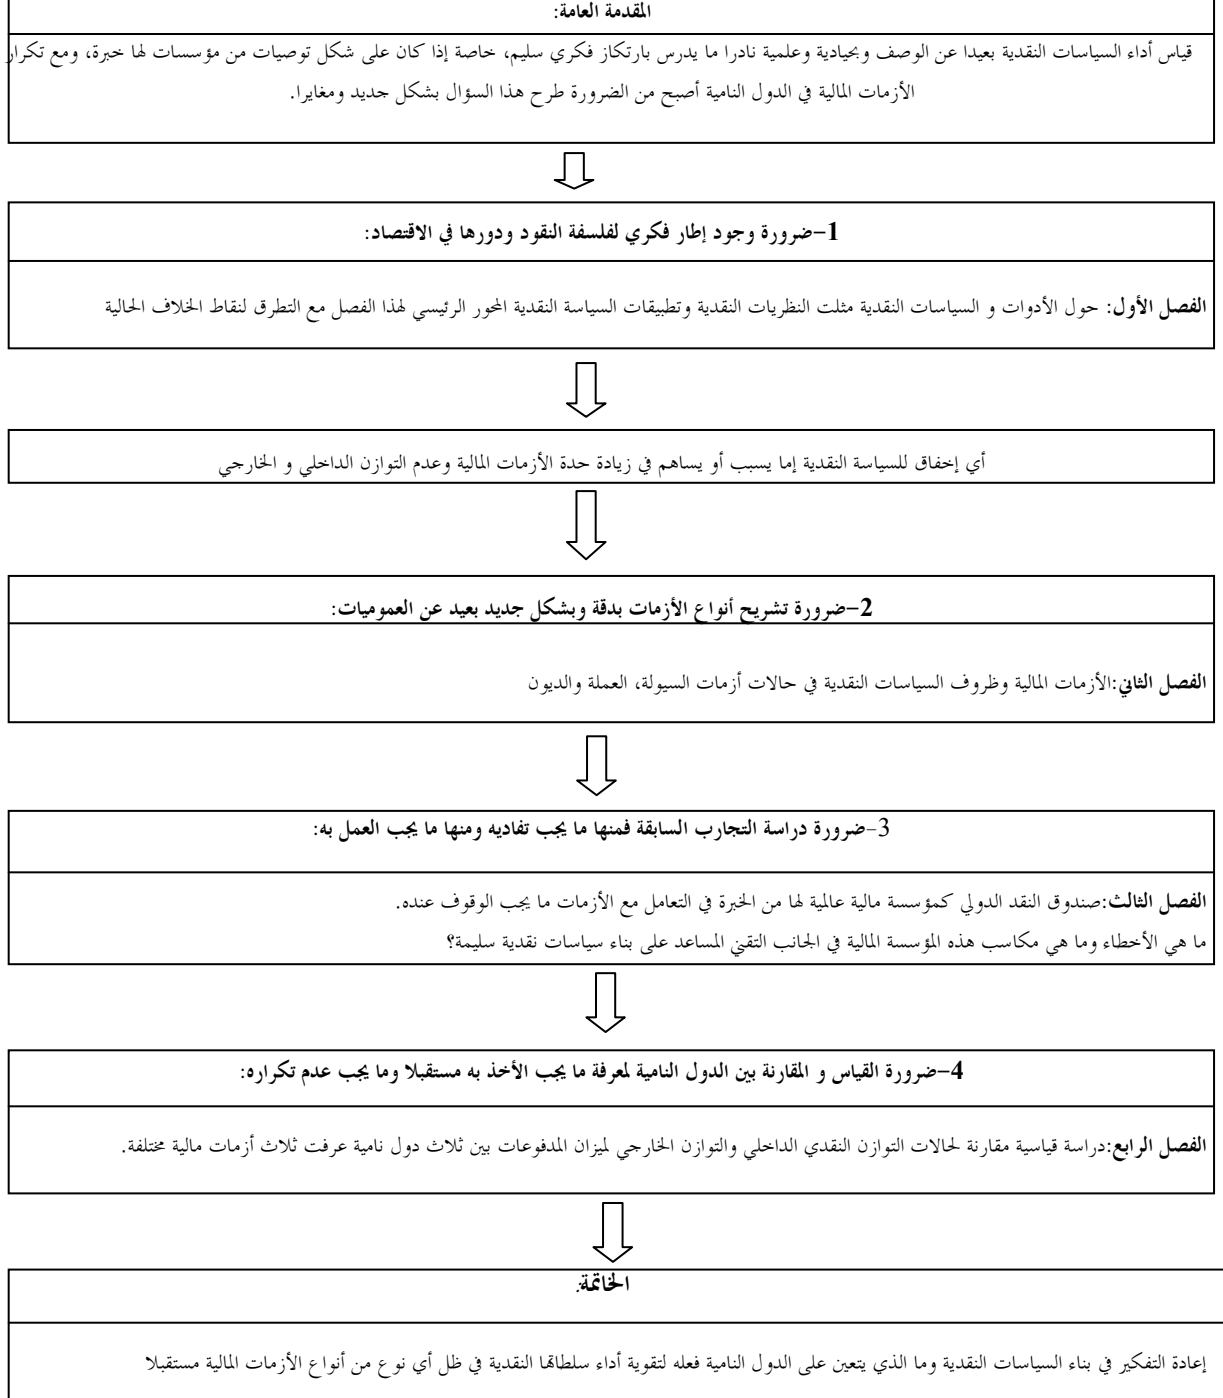 المقدمة العامة:
قياس أداء السياسات النقدية بعيدا عن الوصف وبحيادية وعلمية نادرا ما يدرس بارتكاز فكري سليم، خاصة إذا كان على شكل توصيات من مؤسسات لها خبرة، ومع تكرار
الأزمات المالية في الدول النامية أصبح من الضرورة طرح هذا السؤال بشكل جديد ومغايرا.
1-ضرورة وجود إطار فكري لفلسفة النقود ودورها في الاقتصاد:
الفصل الأول: حول الأدوات و السياسات النقدية مثلت النظريات النقدية وتطبيقات السياسة النقدية المحور الرئيسي لهذا الفصل مع التطرق لنقاط الخلاف الحالية
أي إخفاق للسياسة النقدية إما يسبب أو يساهم في زيادة حدة الأزمات المالية وعدم التوازن الداخلي و الخارجي
2-ضرورة تشريح أنواع الأزمات بدقة وبشكل جديد بعيد عن العموميات:
الفصل الثاني:الأزمات المالية وظروف السياسات النقدية في حالات أزمات السيولة، العملة والديون
3-ضرورة دراسة التجارب السابقة فمنها ما يجب تفاديه ومنها ما يجب العمل به:
الفصل الثالث:صندوق النقد الدولي كمؤسسة مالية عالمية لها من الخبرة في التعامل مع الأزمات ما يجب الوقوف عنده.
ما هي الأخطاء وما هي مكاسب هذه المؤسسة المالية في الجانب التقني المساعد على بناء سياسات نقدية سليمة؟
4-ضرورة القياس و المقارنة بين الدول النامية لمعرفة ما يجب الأخذ به مستقبلا وما يجب عدم تكراره:
الفصل الرابع:دراسة قياسية مقارنة لحالات التوازن النقدي الداخلي والتوازن الخارجي لميزان المدفوعات بين ثلاث دول نامية عرفت ثلاث أزمات مالية مختلفة.
الخاتمة:
إعادة التفكير في بناء السياسات النقدية وما الذي يتعين على الدول النامية فعله لتقوية أداء سلطاتها النقدية في ظل أي نوع من أنواع الأزمات المالية مستقبلا